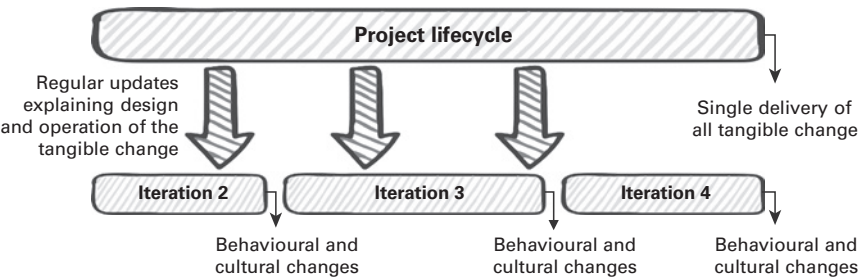 Project lifecycle
Regular updates
explaining design
and operation of the
tangible change
Single delivery of
all tangible change
Iteration 2
Iteration 3
Iteration 4
Behavioural and
cultural changes
Behavioural and
cultural changes
Behavioural and
cultural changes